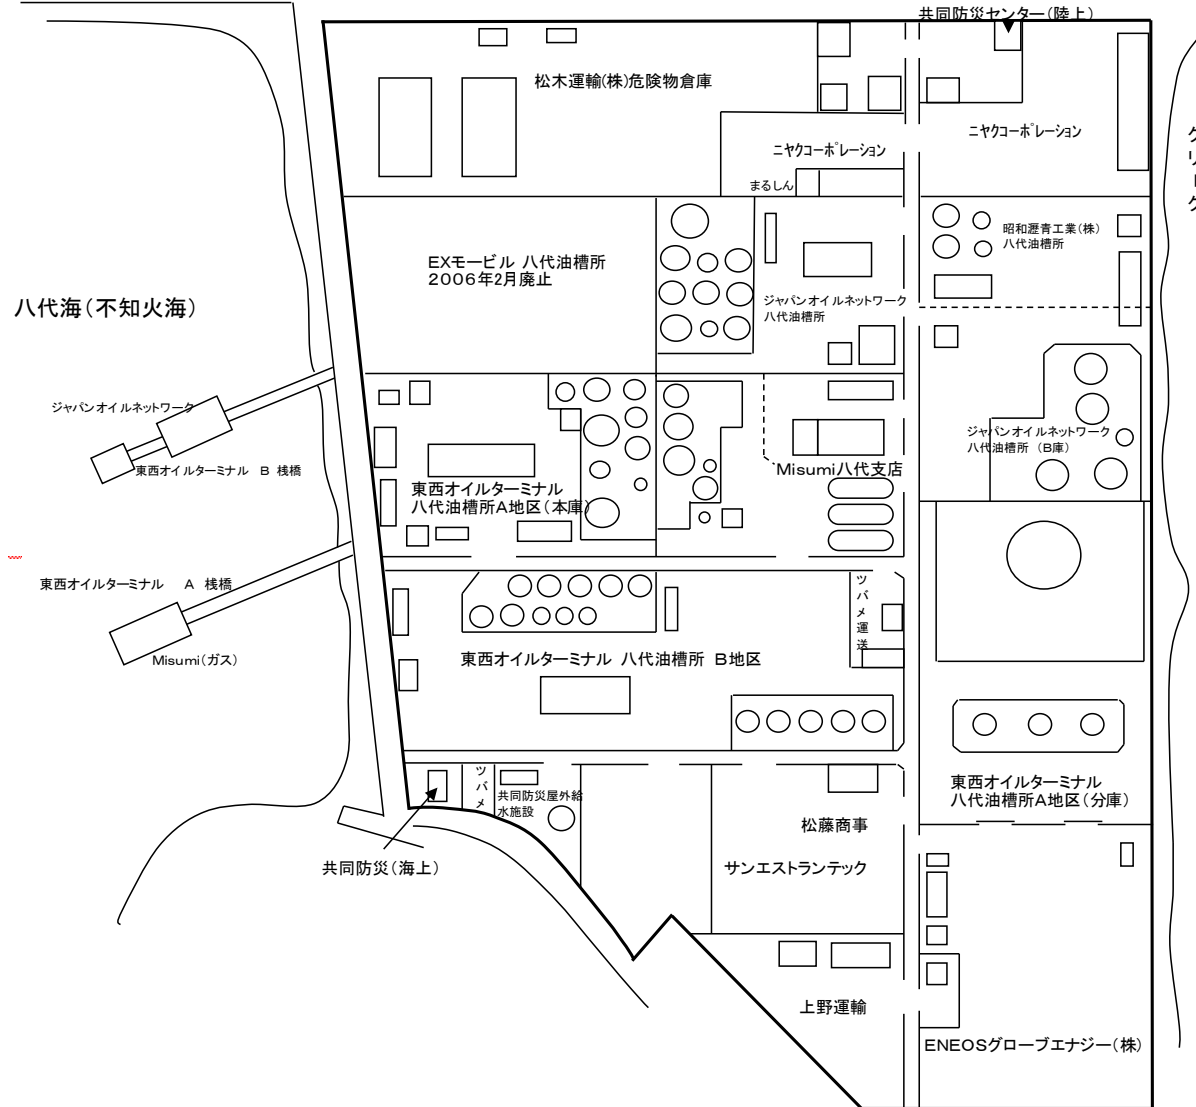 共同防災センター(陸上)
松木運輸(株)危険物倉庫
ニヤクコーポレーション
ニヤクコーポレーション
クリーク
まるしん
昭和瀝青工業(株)
八代油槽所
EXモービル 八代油槽所
2006年2月廃止
八代海(不知火海)
ジャパンオイルネットワーク
八代油槽所
ジャパンオイルネットワーク
東西オイルターミナル B 桟橋
ジャパンオイルネットワーク
八代油槽所 (B庫)
Misumi八代支店
東西オイルターミナル
八代油槽所A地区(本庫)
東西オイルターミナル A 桟橋
Misumi(ガス)
ツバメ運送
東西オイルターミナル 八代油槽所 B地区
ツバメ
共同防災屋外給
水施設
東西オイルターミナル
八代油槽所A地区(分庫)
松藤商事
共同防災(海上)
サンエストランテック
上野運輸
ENEOSグローブエナジー(株)